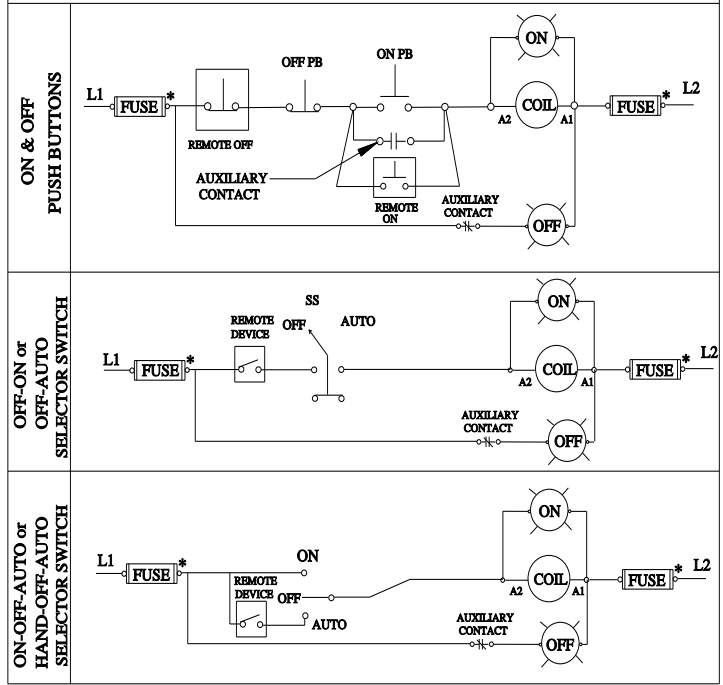 ON & OFF
PUSH BUTTONS
L1
FUSE
*
REMOTE OFF
OFF PB
ON PB
AUXILIARY
CONTACT
REMOTE
ON
AUXILIARY
CONTACT
ON
COIL
A2
A1
OFF
FUSE
*
L2
OFF-ON or
OFF-AUTO
SELECTOR SWITCH
L1
FUSE
*
REMOTE
DEVICE
SS
OFF
AUTO
AUXILIARY
CONTACT
ON
COIL
A2
A1
OFF
FUSE
*
L2
ON-OFF-AUTO or
HAND-OFF-AUTO
SELECTOR SWITCH
L1
FUSE
*
REMOTE
DEVICE
ON
OFF
AUTO
AUXILIARY
CONTACT
ON
COIL
A2
A1
OFF
FUSE
*
L2